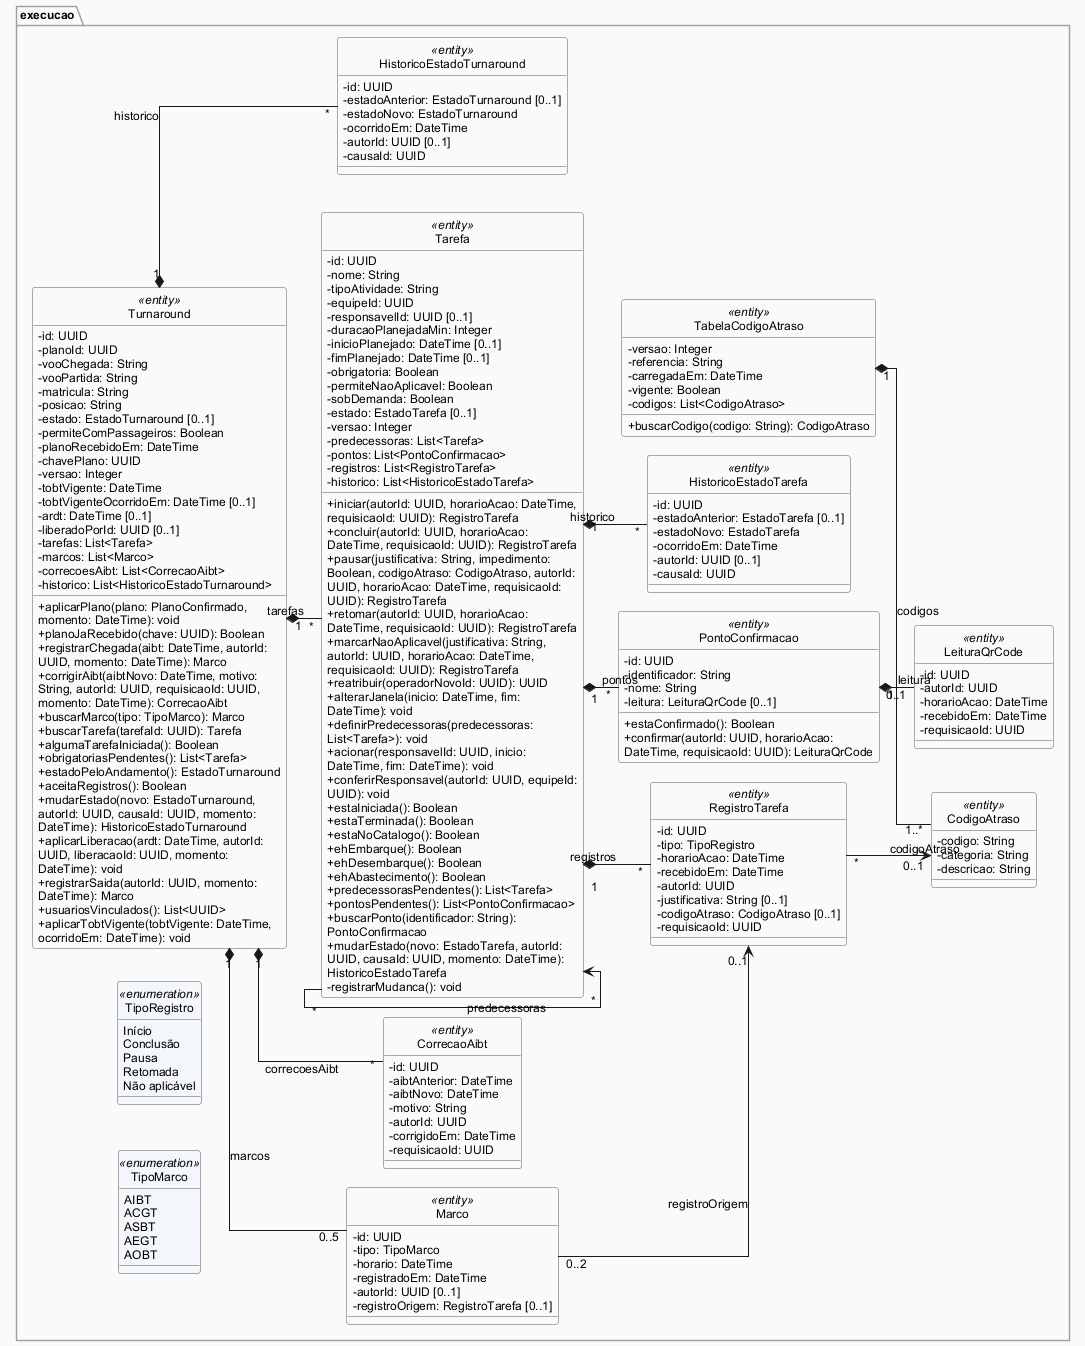 execucao
«entity»
HistoricoEstadoTurnaround
-id: UUID
-estadoAnterior: EstadoTurnaround [0..1]
-estadoNovo: EstadoTurnaround
-ocorridoEm: DateTime
-autorId: UUID [0..1]
-causaId: UUID
historico
*
1
«entity»
Turnaround
-id: UUID
-planoId: UUID
-vooChegada: String
-vooPartida: String
-matricula: String
-posicao: String
-estado: EstadoTurnaround [0..1]
-permiteComPassageiros: Boolean
-planoRecebidoEm: DateTime
-chavePlano: UUID
-versao: Integer
-tobtVigente: DateTime
-tobtVigenteOcorridoEm: DateTime [0..1]
-ardt: DateTime [0..1]
-liberadoPorId: UUID [0..1]
-tarefas: List<Tarefa>
-marcos: List<Marco>
-correcoesAibt: List<CorrecaoAibt>
-historico: List<HistoricoEstadoTurnaround>
+aplicarPlano(plano: PlanoConfirmado,
momento: DateTime): void
+planoJaRecebido(chave: UUID): Boolean
+registrarChegada(aibt: DateTime, autorId:
UUID, momento: DateTime): Marco
+corrigirAibt(aibtNovo: DateTime, motivo:
String, autorId: UUID, requisicaoId: UUID,
momento: DateTime): CorrecaoAibt
+buscarMarco(tipo: TipoMarco): Marco
+buscarTarefa(tarefaId: UUID): Tarefa
+algumaTarefaIniciada(): Boolean
+obrigatoriasPendentes(): List<Tarefa>
+estadoPeloAndamento(): EstadoTurnaround
+aceitaRegistros(): Boolean
+mudarEstado(novo: EstadoTurnaround,
autorId: UUID, causaId: UUID, momento:
DateTime): HistoricoEstadoTurnaround
+aplicarLiberacao(ardt: DateTime, autorId:
UUID, liberacaoId: UUID, momento:
DateTime): void
+registrarSaida(autorId: UUID, momento:
DateTime): Marco
+usuariosVinculados(): List<UUID>
+aplicarTobtVigente(tobtVigente: DateTime,
ocorridoEm: DateTime): void
tarefas
1
*
«entity»
Tarefa
-id: UUID
-nome: String
-tipoAtividade: String
-equipeId: UUID
-responsavelId: UUID [0..1]
-duracaoPlanejadaMin: Integer
-inicioPlanejado: DateTime [0..1]
-fimPlanejado: DateTime [0..1]
-obrigatoria: Boolean
-permiteNaoAplicavel: Boolean
-sobDemanda: Boolean
-estado: EstadoTarefa [0..1]
-versao: Integer
-predecessoras: List<Tarefa>
-pontos: List<PontoConfirmacao>
-registros: List<RegistroTarefa>
-historico: List<HistoricoEstadoTarefa>
+iniciar(autorId: UUID, horarioAcao: DateTime,
requisicaoId: UUID): RegistroTarefa
+concluir(autorId: UUID, horarioAcao:
DateTime, requisicaoId: UUID): RegistroTarefa
+pausar(justificativa: String, impedimento:
Boolean, codigoAtraso: CodigoAtraso, autorId:
UUID, horarioAcao: DateTime, requisicaoId:
UUID): RegistroTarefa
+retomar(autorId: UUID, horarioAcao:
DateTime, requisicaoId: UUID): RegistroTarefa
+marcarNaoAplicavel(justificativa: String,
autorId: UUID, horarioAcao: DateTime,
requisicaoId: UUID): RegistroTarefa
+reatribuir(operadorNovoId: UUID): UUID
+alterarJanela(inicio: DateTime, fim:
DateTime): void
+definirPredecessoras(predecessoras:
List<Tarefa>): void
+acionar(responsavelId: UUID, inicio:
DateTime, fim: DateTime): void
+conferirResponsavel(autorId: UUID, equipeId:
UUID): void
+estaIniciada(): Boolean
+estaTerminada(): Boolean
+estaNoCatalogo(): Boolean
+ehEmbarque(): Boolean
+ehDesembarque(): Boolean
+ehAbastecimento(): Boolean
+predecessorasPendentes(): List<Tarefa>
+pontosPendentes(): List<PontoConfirmacao>
+buscarPonto(identificador: String):
PontoConfirmacao
+mudarEstado(novo: EstadoTarefa, autorId:
UUID, causaId: UUID, momento: DateTime):
HistoricoEstadoTarefa
-registrarMudanca(): void
*
*
predecessoras
«entity»
TabelaCodigoAtraso
-versao: Integer
-referencia: String
-carregadaEm: DateTime
-vigente: Boolean
-codigos: List<CodigoAtraso>
+buscarCodigo(codigo: String): CodigoAtraso
1
codigos
1..*
historico
1
*
«entity»
HistoricoEstadoTarefa
-id: UUID
-estadoAnterior: EstadoTarefa [0..1]
-estadoNovo: EstadoTarefa
-ocorridoEm: DateTime
-autorId: UUID [0..1]
-causaId: UUID
pontos
1
*
«entity»
PontoConfirmacao
-id: UUID
-identificador: String
-nome: String
-leitura: LeituraQrCode [0..1]
+estaConfirmado(): Boolean
+confirmar(autorId: UUID, horarioAcao:
DateTime, requisicaoId: UUID): LeituraQrCode
leitura
1
0..1
«entity»
LeituraQrCode
-id: UUID
-autorId: UUID
-horarioAcao: DateTime
-recebidoEm: DateTime
-requisicaoId: UUID
registros
1
*
«entity»
RegistroTarefa
-id: UUID
-tipo: TipoRegistro
-horarioAcao: DateTime
-recebidoEm: DateTime
-autorId: UUID
-justificativa: String [0..1]
-codigoAtraso: CodigoAtraso [0..1]
-requisicaoId: UUID
codigoAtraso
*
0..1
«entity»
CodigoAtraso
-codigo: String
-categoria: String
-descricao: String
0..1
1
1
«enumeration»
TipoRegistro
Início
Conclusão
Pausa
Retomada
Não aplicável
correcoesAibt
*
«entity»
CorrecaoAibt
-id: UUID
-aibtAnterior: DateTime
-aibtNovo: DateTime
-motivo: String
-autorId: UUID
-corrigidoEm: DateTime
-requisicaoId: UUID
«enumeration»
TipoMarco
AIBT
ACGT
ASBT
AEGT
AOBT
marcos
0..5
«entity»
Marco
-id: UUID
-tipo: TipoMarco
-horario: DateTime
-registradoEm: DateTime
-autorId: UUID [0..1]
-registroOrigem: RegistroTarefa [0..1]
registroOrigem
0..2